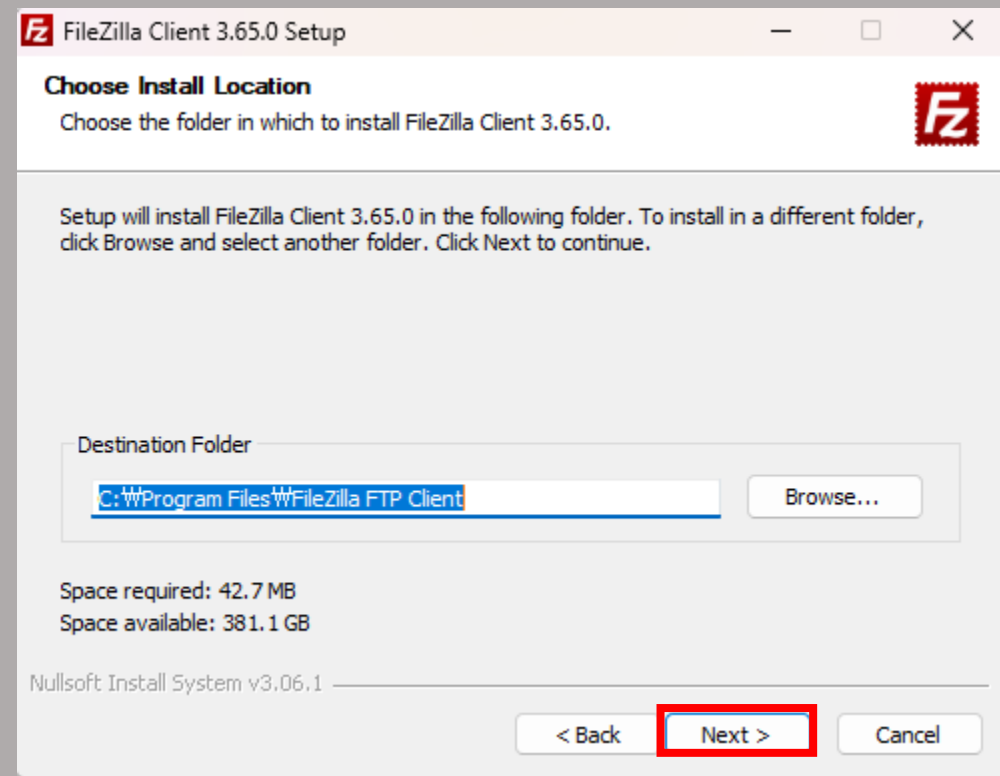 FZ FileZilla Client 3.65.0 Setup
Choose Install Location
Choose the folder in which to install FileZilla Client 3.65.0.
FZ
Setup will install FileZilla Client 3.65.0 in the following folder. To install in a different folder,
click Browse and select another folder. Click Next to continue.
Destination Folder
C:₩Program Files₩FileZilla FTP Client
Browse...
Space required: 42.7 MB
Space available: 381.1 GB
Nullsoft Install System v3.06.1
< Back Next > Cancel